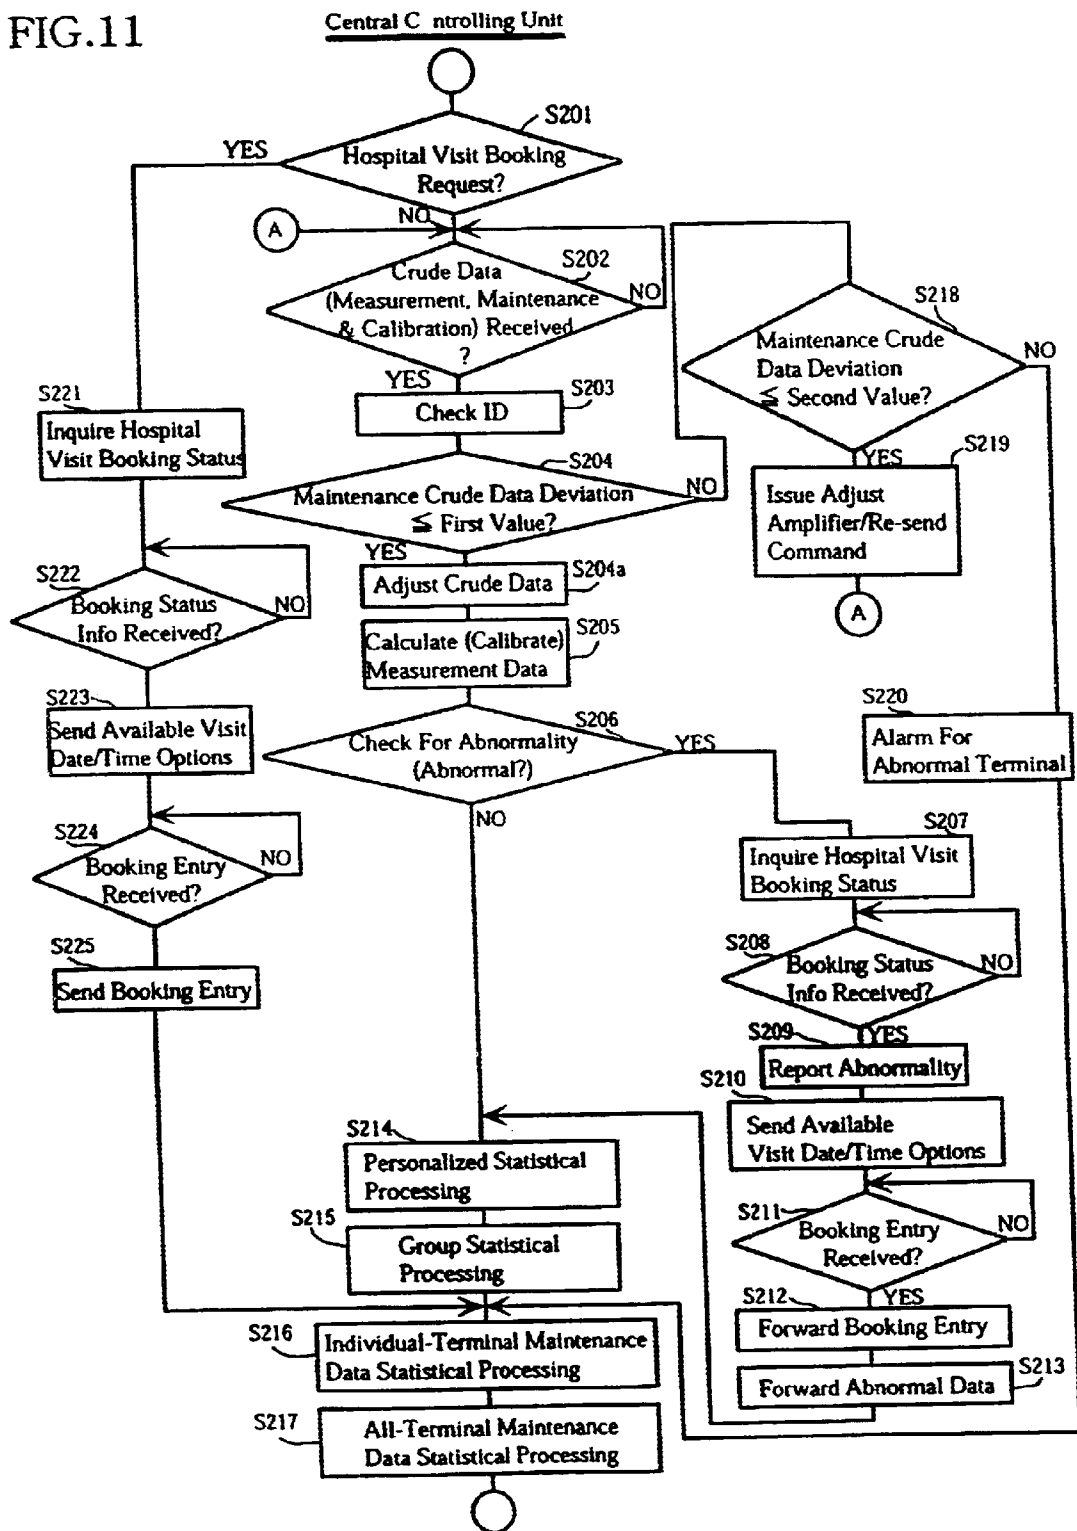 FIG.11
Central C ntrolling Unit
S201
YES
Hospital Visit Booking
Request?
NO
A
S202
Crude Data
(Measurement, Maintenance
& Calibration) Received
?
NO
YES
S203
Check ID
S204
Maintenance Crude Data Deviation
≦ First Value?
NO
YES
S204a
Adjust Crude Data
S205
Calculate (Calibrate)
Measurement Data
S206
Check For Abnormality
(Abnormal?)
YES
NO
S218
Maintenance Crude
Data Deviation
≦ Second Value?
NO
YES
S219
Issue Adjust
Amplifier/Re-send
Command
A
S220
Alarm For
Abnormal Terminal
S221
Inquire Hospital
Visit Booking Status
S222
Booking Status
Info Received?
NO
S223
Send Available Visit
Date/Time Options
S224
Booking Entry
Received?
NO
S225
Send Booking Entry
S207
Inquire Hospital Visit
Booking Status
S208
Booking Status
Info Received?
NO
YES
S209
Report Abnormality
S210
Send Available
Visit Date/Time Options
S211
Booking Entry
Received?
NO
YES
S212
Forward Booking Entry
S213
Forward Abnormal Data
S214
Personalized Statistical
Processing
S215
Group Statistical
Processing
S216
Individual-Terminal Maintenance
Data Statistical Processing
S217
All-Terminal Maintenance
Data Statistical Processing